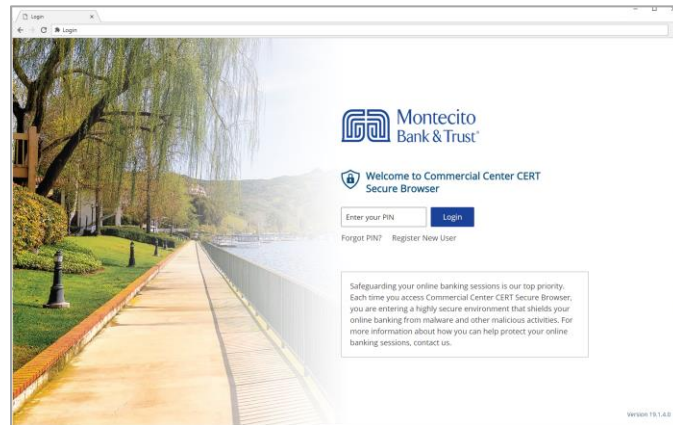 Login
Login
Montecito
Bank & Trust
Welcome to Commercial Center CERT
Secure Browser
Enter your PIN
Login
Forgot PIN? Register New User
Safeguarding your online banking sessions is our top priority.
Each time you access Commercial Center CERT Secure Browser,
you are entering a highly secure environment that shields your
online banking from malware and other malicious activities. For
more information about how you can help protect your online
banking sessions, contact us.
Version 19.1.4.0